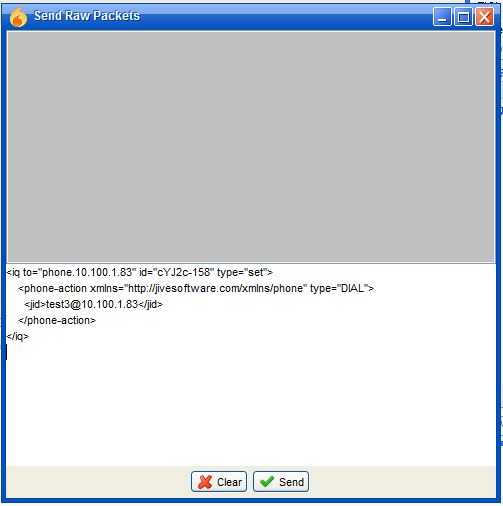 Send Raw Packets
<iq to="phone.10.100.1.83" id="cYJ2c-158" type="set">
<phone-action xmlns="http://jivesoftware.com/xmlns/phone" type="DIAL">
<jid>test3@10.100.1.83</jid>
</phone-action>
</iq>
Clear Send